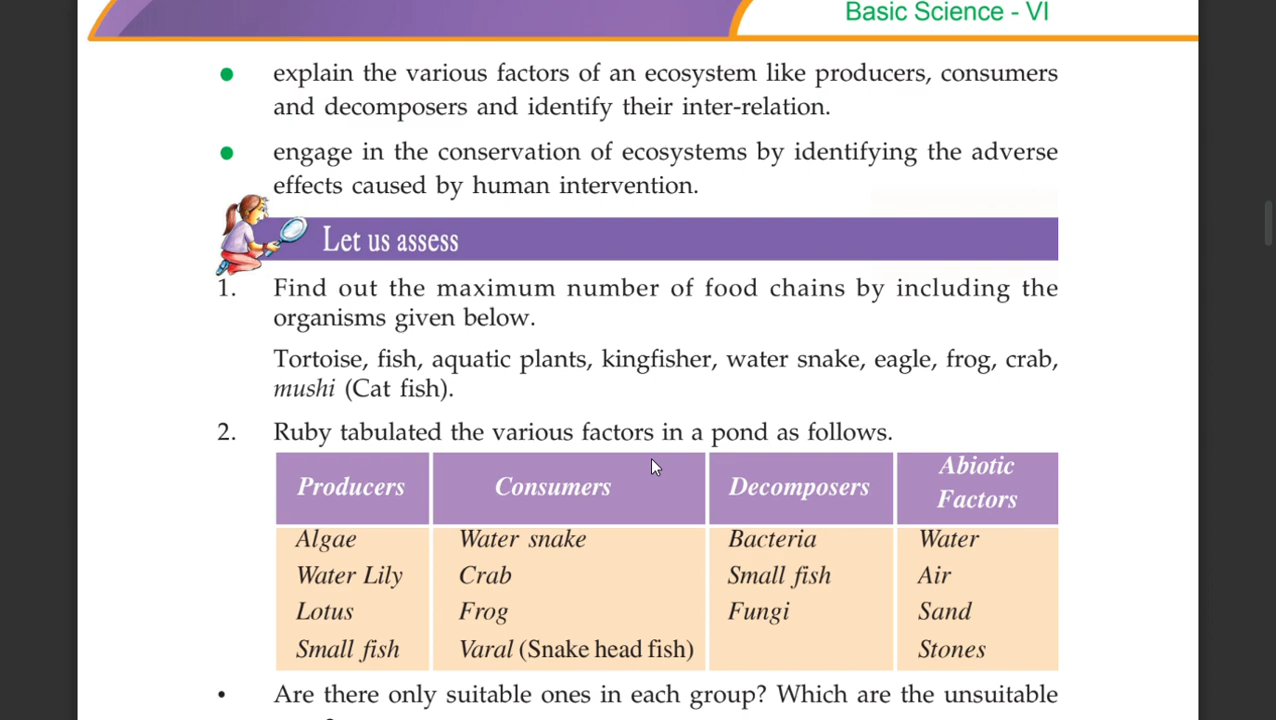 Basic Science - VI
● explain the various factors of an ecosystem like producers, consumers
and decomposers and identify their inter-relation.
● engage in the conservation of ecosystems by identifying the adverse
effects caused by human intervention.
Let us assess
1. Find out the maximum number of food chains by including the
organisms given below.
Tortoise, fish, aquatic plants, kingfisher, water snake, eagle, frog, crab,
mushi (Cat fish).
2. Ruby tabulated the various factors in a pond as follows.
Producers Consumers Decomposers Abiotic Factors
Algae Water snake Bacteria Water
Water Lily Crab Small fish Air
Lotus Frog Fungi Sand
Small fish Varal (Snake head fish) Stones
• Are there only suitable ones in each group? Which are the unsuitable